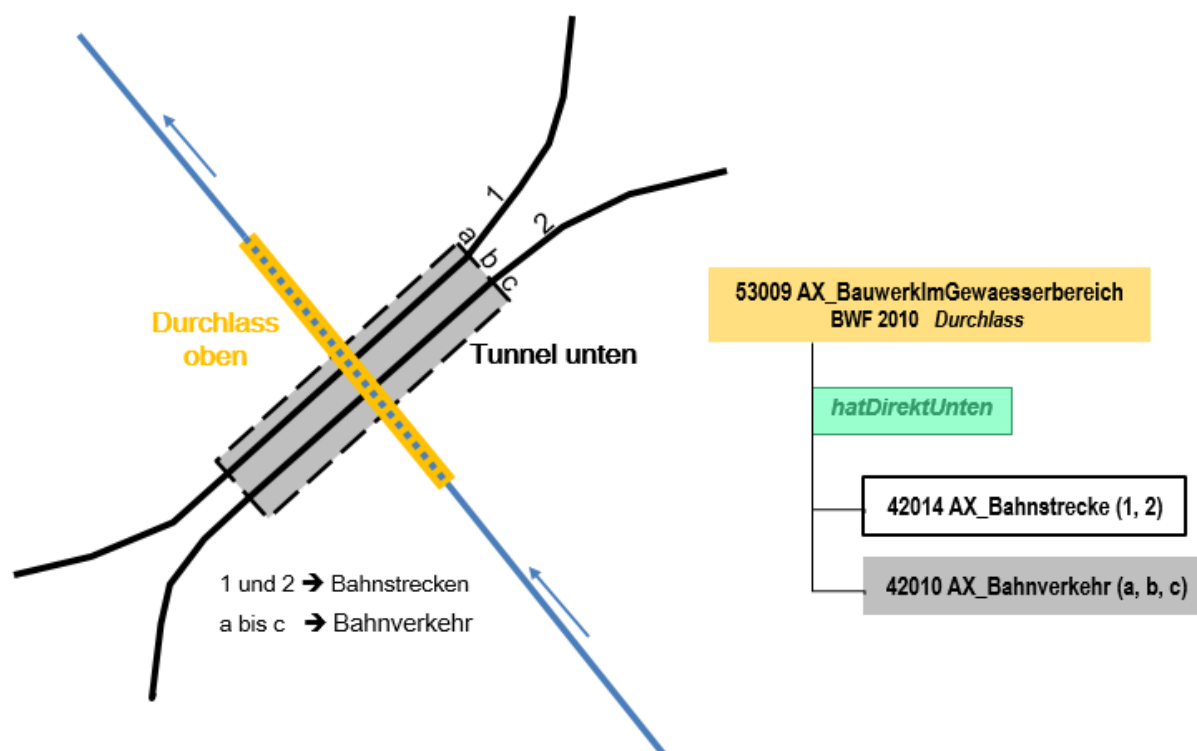 1
2
a
b
c
Durchlass
oben
Tunnel unten
1 und 2 ➔ Bahnstrecken
a bis c ➔ Bahnverkehr
53009 AX_BauwerkImGewaesserbereich
BWF 2010 Durchlass
hatDirektUnten
42014 AX_Bahnstrecke (1, 2)
42010 AX_Bahnverkehr (a, b, c)